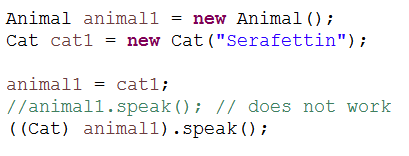 Animal animal1 = new Animal();
Cat cat1 = new Cat("Serafettin");
animal1 = cat1;
//animal1.speak(); // does not work
((Cat) animal1).speak();